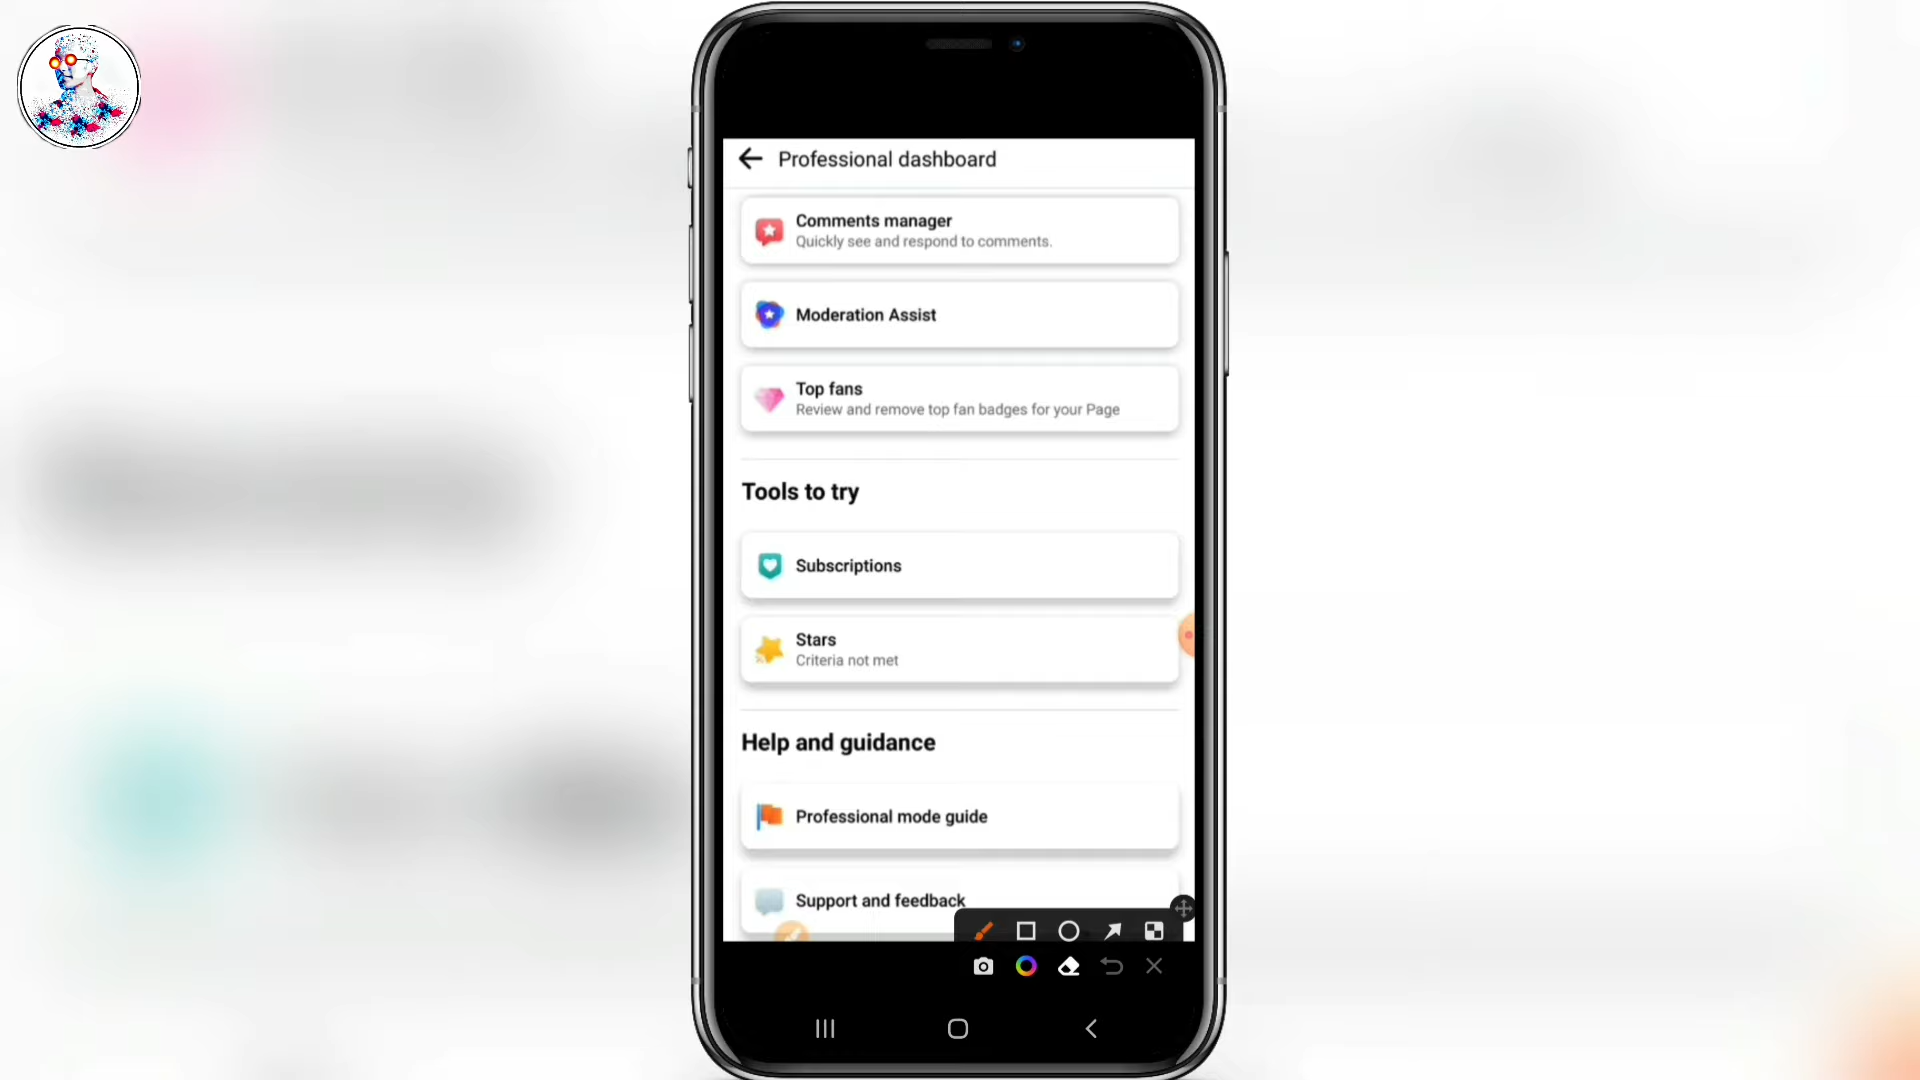 Professional dashboard
Comments manager
Quickly see and respond to comments.
Moderation Assist
Top fans
Review and remove top fan badges for your Page
Tools to try
Subscriptions
Stars
Criteria not met
Help and guidance
Professional mode guide
Support and feedback